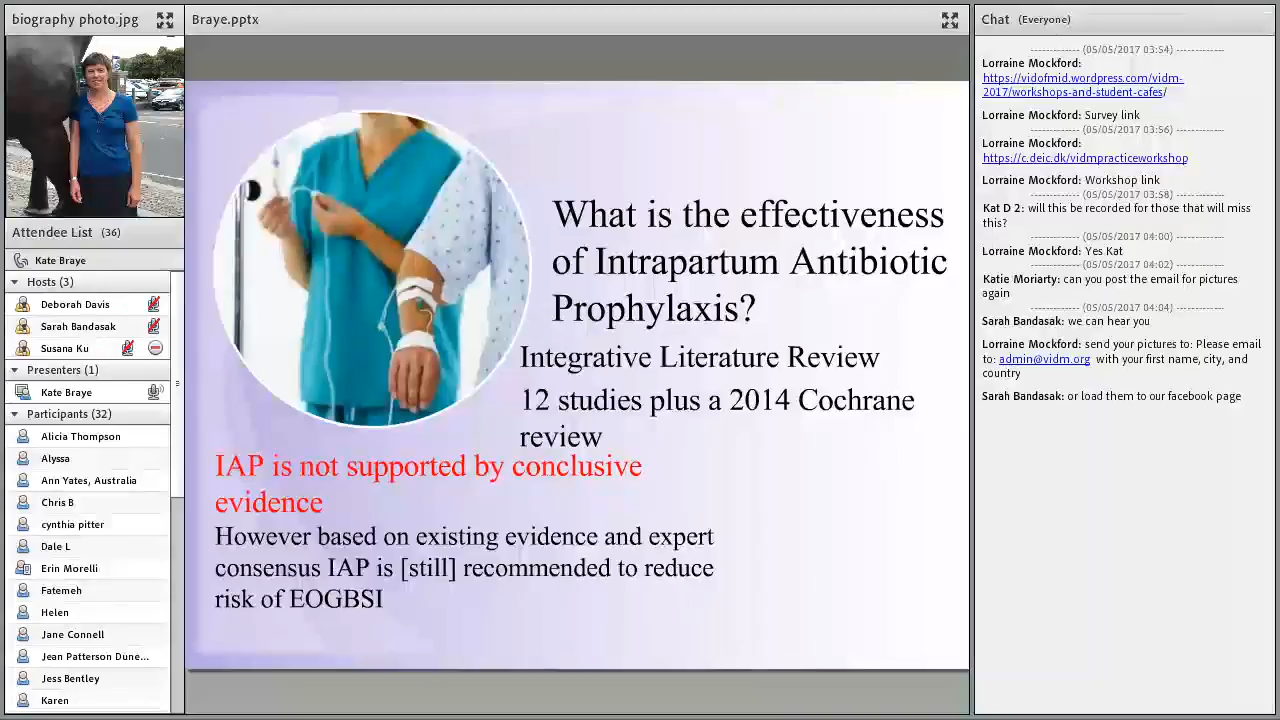 biography photo.jpg
Attendee List (36)
Kate Braye
Hosts (3)
Deborah Davis
Sarah Bandasak
Susana Ku
Presenters (1)
Kate Braye
Participants (32)
Alicia Thompson
Alyssa
Ann Yates, Australia
Chris B
cynthia pitter
Dale L
Erin Morelli
Fatemeh
Helen
Jane Connell
Jean Patterson Dune...
Jess Bentley
Karen
Braye.pptx
What is the effectiveness
of Intrapartum Antibiotic
Prophylaxis?
Integrative Literature Review
12 studies plus a 2014 Cochrane
review
IAP is not supported by conclusive
evidence
However based on existing evidence and expert
consensus IAP is [still] recommended to reduce
risk of EOGBSI
Chat (Everyone)
------------- (05/05/2017 03:54) -------------
Lorraine Mockford:
https://vidofmid.wordpress.com/vidm-
2017/workshops-and-student-cafes/
Lorraine Mockford: Survey link
------------- (05/05/2017 03:56) -------------
Lorraine Mockford:
https://c.deic.dk/vidmpracticeworkshop
Lorraine Mockford: Workshop link
------------- (05/05/2017 03:58) -------------
Kat D 2: will this be recorded for those that will miss
this?
------------- (05/05/2017 04:00) -------------
Lorraine Mockford: Yes Kat
------------- (05/05/2017 04:02) -------------
Katie Moriarty: can you post the email for pictures
again
------------- (05/05/2017 04:04) -------------
Sarah Bandasak: we can hear you
Lorraine Mockford: send your pictures to: Please email
to: admin@vidm.org with your first name, city, and
country
Sarah Bandasak: or load them to our facebook page